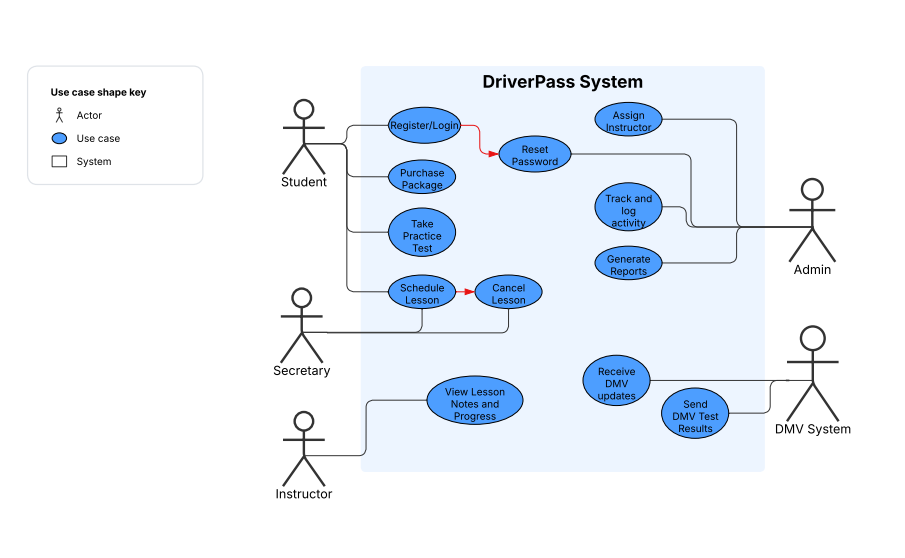 DriverPass System
Use case shape key
Actor
Use case
System
Student
Register/Login
Reset
Password
Purchase
Package
Take
Practice
Test
Schedule
Lesson
Cancel
Lesson
Assign
Instructor
Track and
log
activity
Generate
Reports
Admin
Secretary
View Lesson
Notes and
Progress
Receive
DMV
updates
Send
DMV Test
Results
DMV System
Instructor